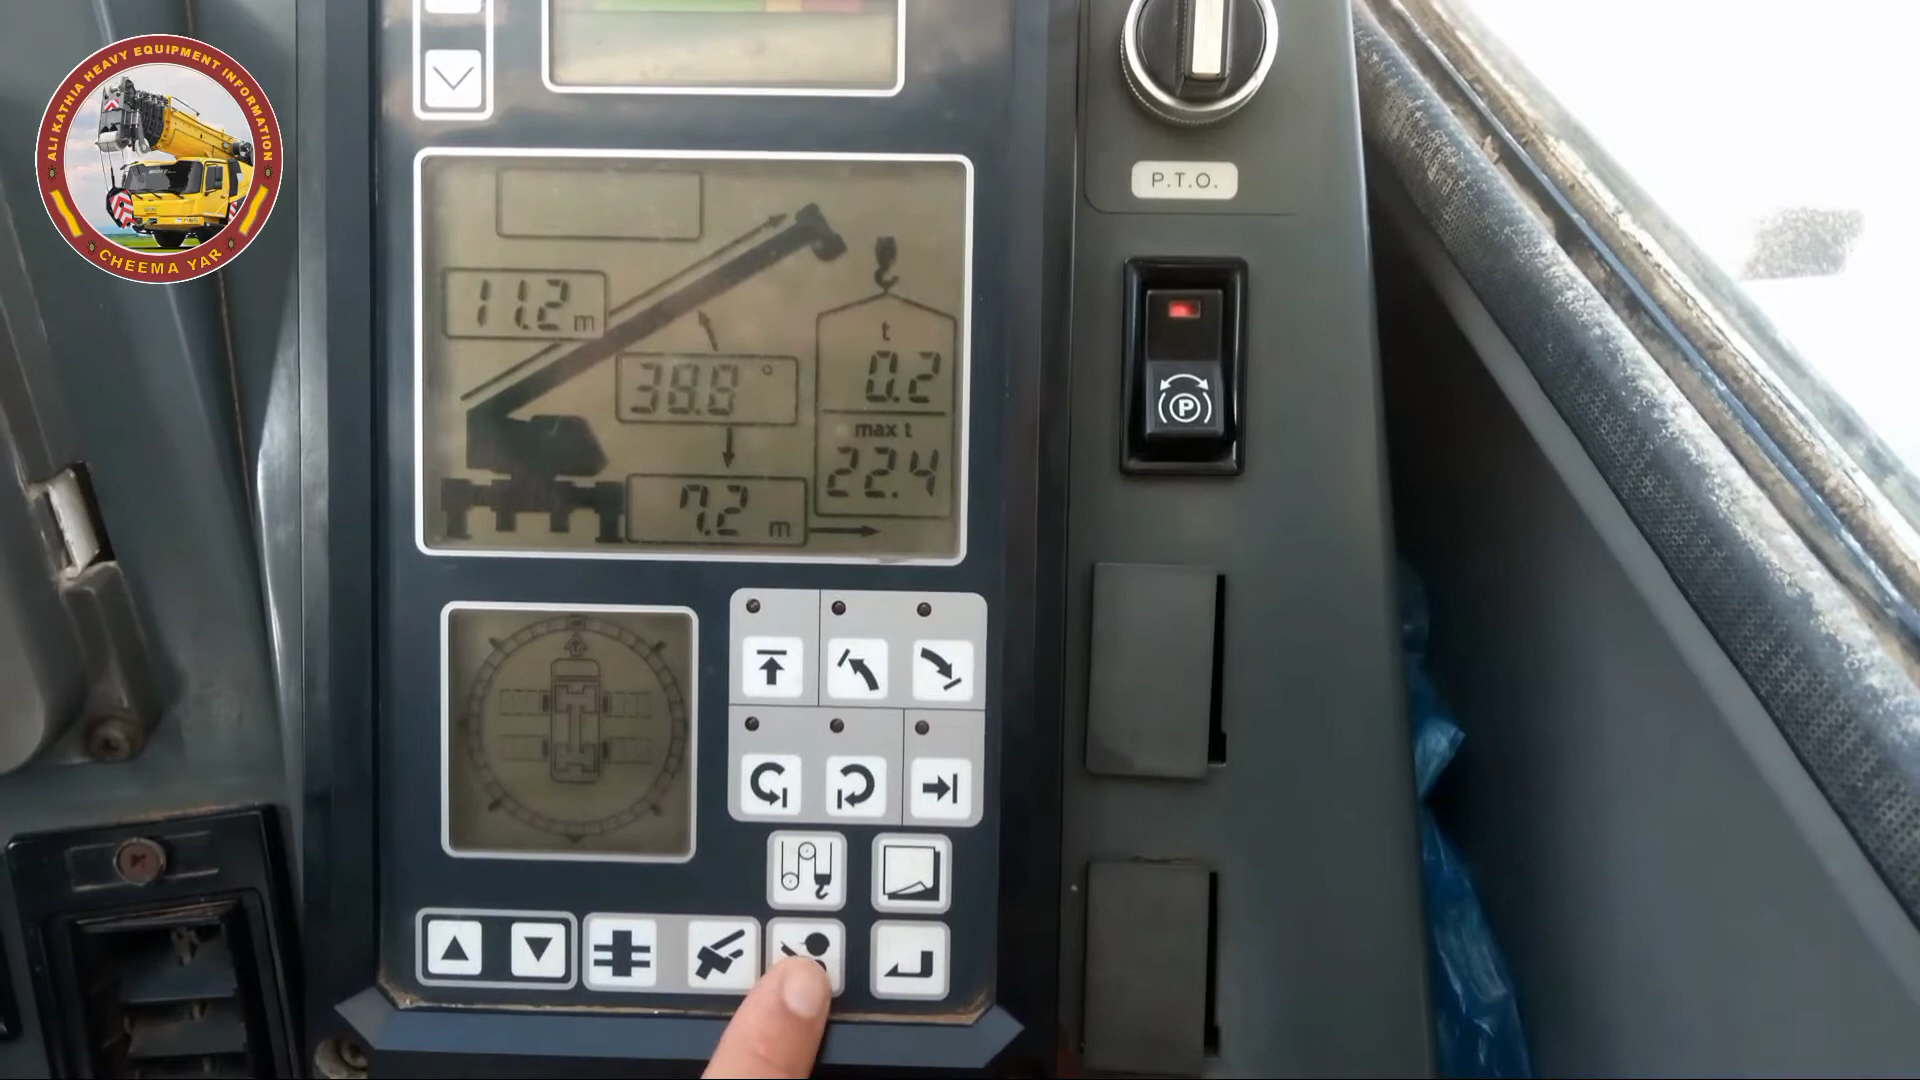 ALI KATHIA HEAVY EQUIPMENT INFORMATION
CHEEMA YAR
P.T.O.
11.2 m
38.8°
t
0.2
max t
22.4
7.2 m
P